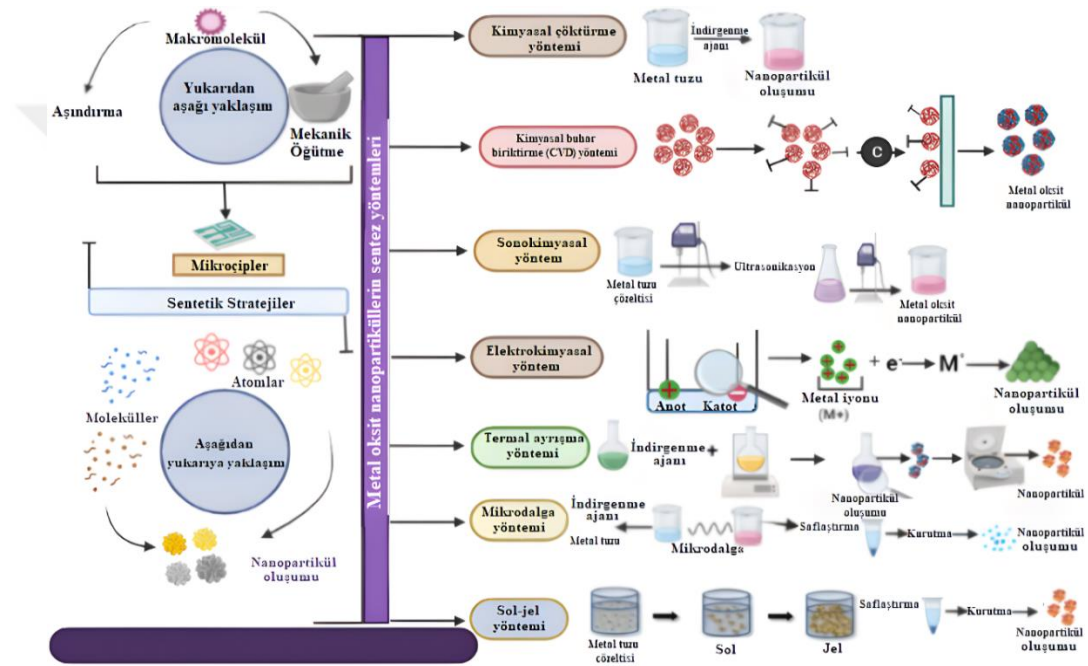 Makromolekül
Yukarıdan
aşağı yaklaşım
Aşındırma
Mekanik
Öğütme
Mikroçipler
Sentetik Stratejiler
Atomlar
Moleküller
Aşağıdan
yukarıya yaklaşım
Nanopartikül
oluşumu
Metal oksit nanopartiküllerin sentez yöntemleri
Kimyasal çöktürme
yöntemi
Metal tuzu
İndirgenme
ajanı
Nanopartikül
oluşumu
Kimyasal buhar
biriktirme (CVD) yöntemi
C
Metal oksit
nanopartikül
Sonokimyasal
yöntem
Metal tuzu
çözeltisi
Ultrasonikasyon
Metal oksit
nanopartikül
Elektrokimyasal
yöntem
Anot
Katot
Metal iyonu
(M+)
+ e-
M+
Nanopartikül
oluşumu
Termal ayrışma
yöntemi
İndirgenme
ajanı
+
Nanopartikül
oluşumu
Nanopartikül
Mikrodalga
yöntemi
İndirgenme
ajanı
Metal tuzu
Mikrodalga
Saflaştırma
Kurutma
Nanopartikül
oluşumu
Sol-jel
yöntemi
Metal tuzu
çözeltisi
Sol
Jel
Saflaştırma
Kurutma
Nanopartikül
oluşumu